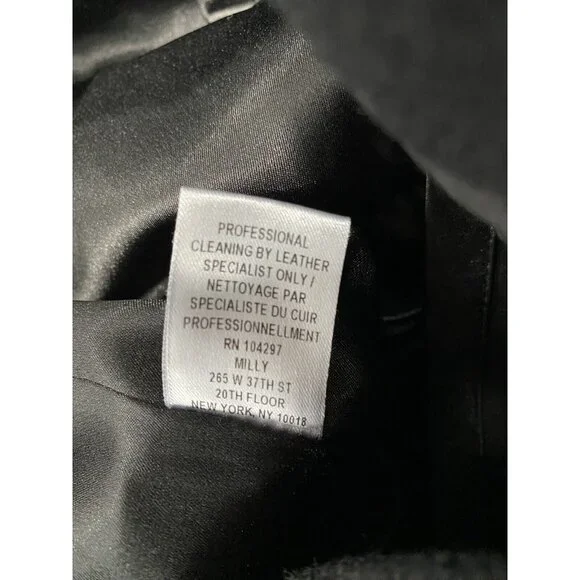 PROFESSIONAL
CLEANING BY LEATHER
SPECIALIST ONLY /
NETTOYAGE PAR
SPECIALISTE DU CUIR
PROFESSIONNELLMENT
RN 104297
MILLY
265 W 37TH ST
20TH FLOOR
NEW YORK, NY 10018